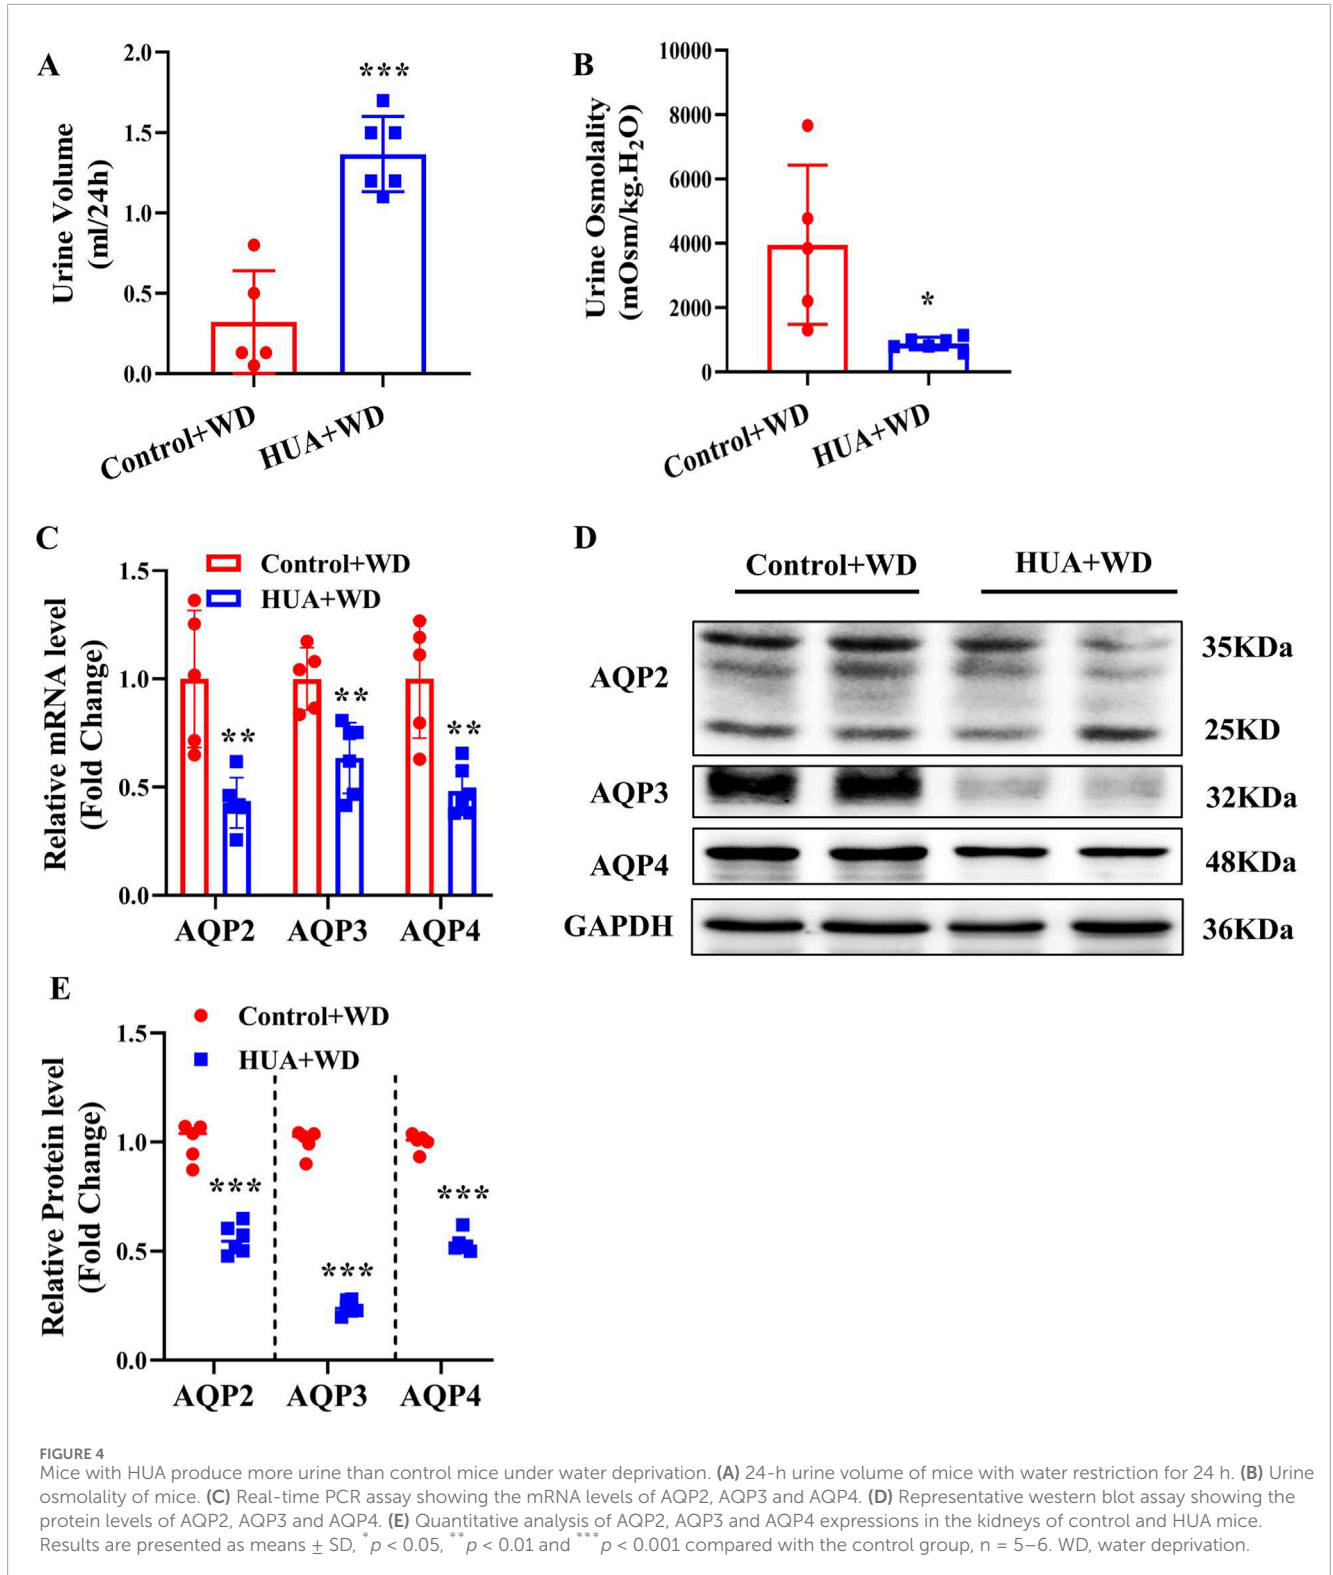 A
Urine Volume
(ml/24h)
2.0
1.5
1.0
0.5
0.0
***
Control+WD
HUA+WD
B
Urine Osmolality
(mOsm/kg.H₂O)
10000
8000
6000
4000
2000
0
*
Control+WD
HUA+WD
C
Relative mRNA level
(Fold Change)
1.5
1.0
0.5
0.0
Control+WD
HUA+WD
**
**
**
AQP2
AQP3
AQP4
D
Control+WD
HUA+WD
AQP2
35KDa
25KD
AQP3
32KDa
AQP4
48KDa
GAPDH
36KDa
E
Relative Protein level
(Fold Change)
1.5
1.0
0.5
0.0
Control+WD
HUA+WD
***
***
***
AQP2
AQP3
AQP4
FIGURE 4
Mice with HUA produce more urine than control mice under water deprivation. (A) 24-h urine volume of mice with water restriction for 24 h. (B) Urine
osmolality of mice. (C) Real-time PCR assay showing the mRNA levels of AQP2, AQP3 and AQP4. (D) Representative western blot assay showing the
protein levels of AQP2, AQP3 and AQP4. (E) Quantitative analysis of AQP2, AQP3 and AQP4 expressions in the kidneys of control and HUA mice.
Results are presented as means ± SD, *p < 0.05, **p < 0.01 and ***p < 0.001 compared with the control group, n = 5–6. WD, water deprivation.